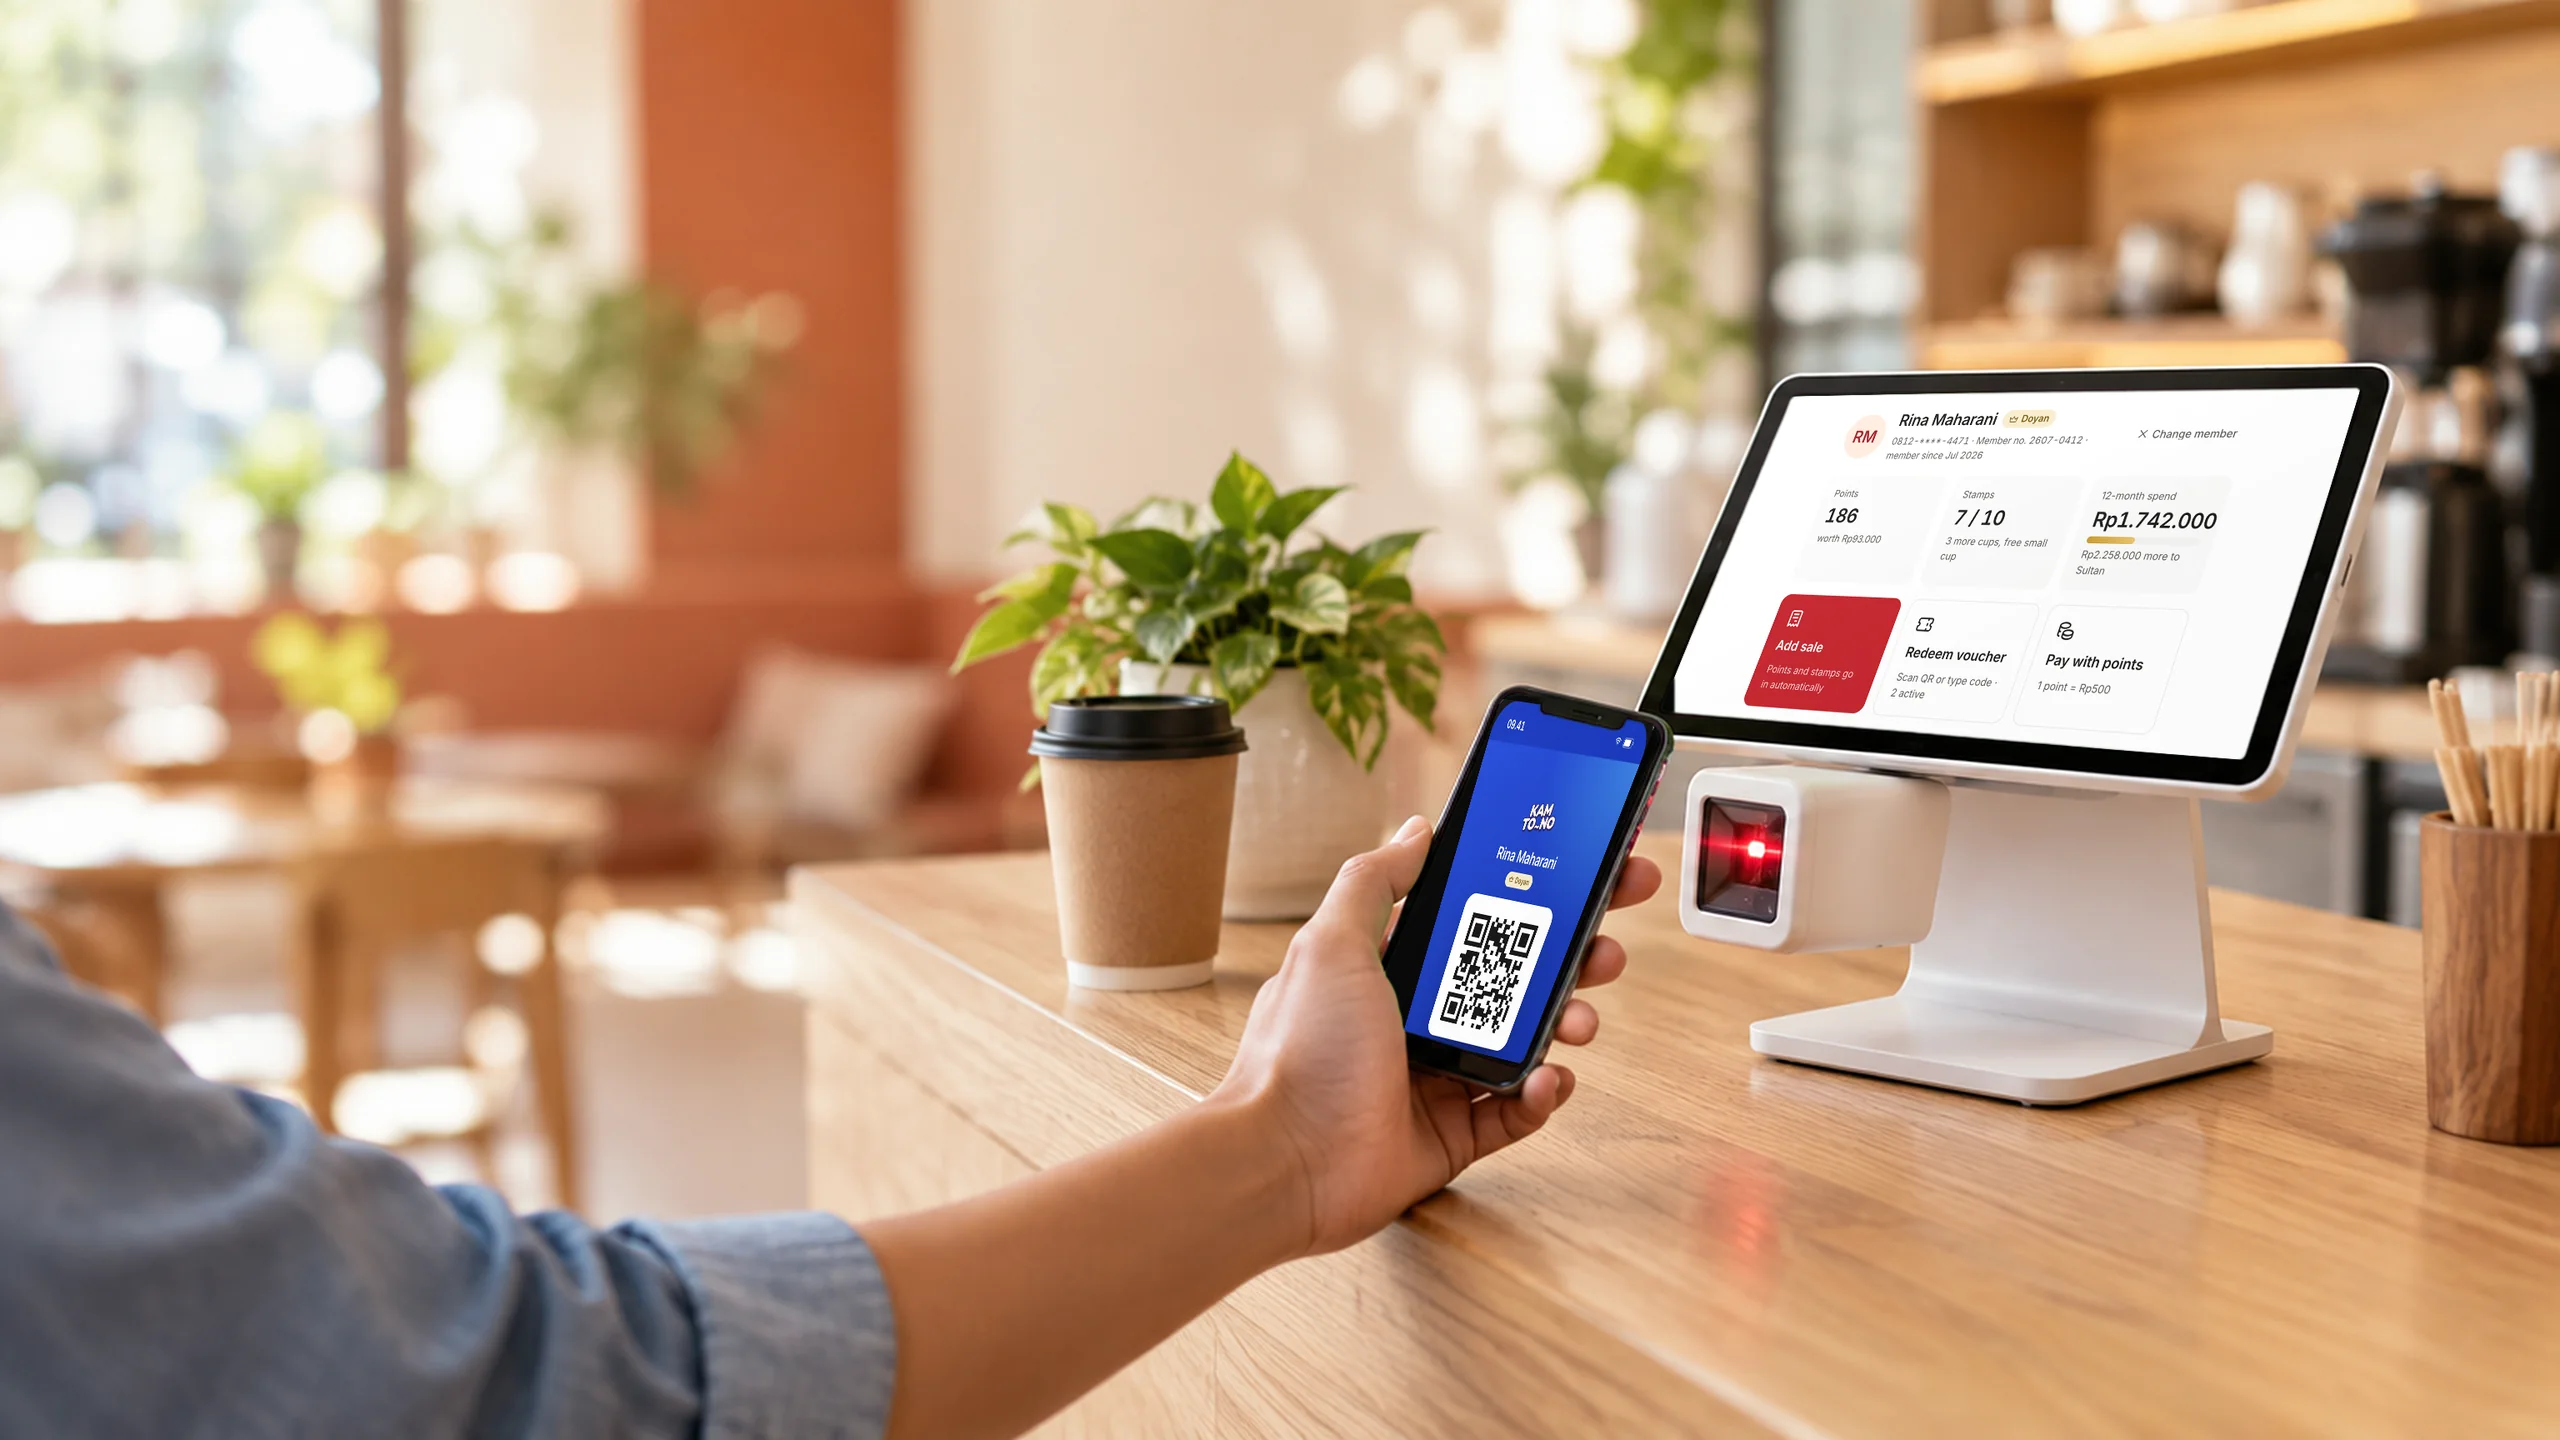 Rina Maharani
Doyan
RM
0812-****-4471 · Member no. 2607-0412 ·
member since Jul 2026
Change member
Points
186
worth Rp93.000
Stamps
7 / 10
3 more cups, free small
cup
12-month spend
Rp1.742.000
Rp2.258.000 more to
Sultan
Add sale
Points and stamps go
in automatically
Redeem voucher
Scan QR or type code ·
2 active
Pay with points
1 point = Rp500
09.41
KAM
TO_NO
Rina Maharani
Doyan